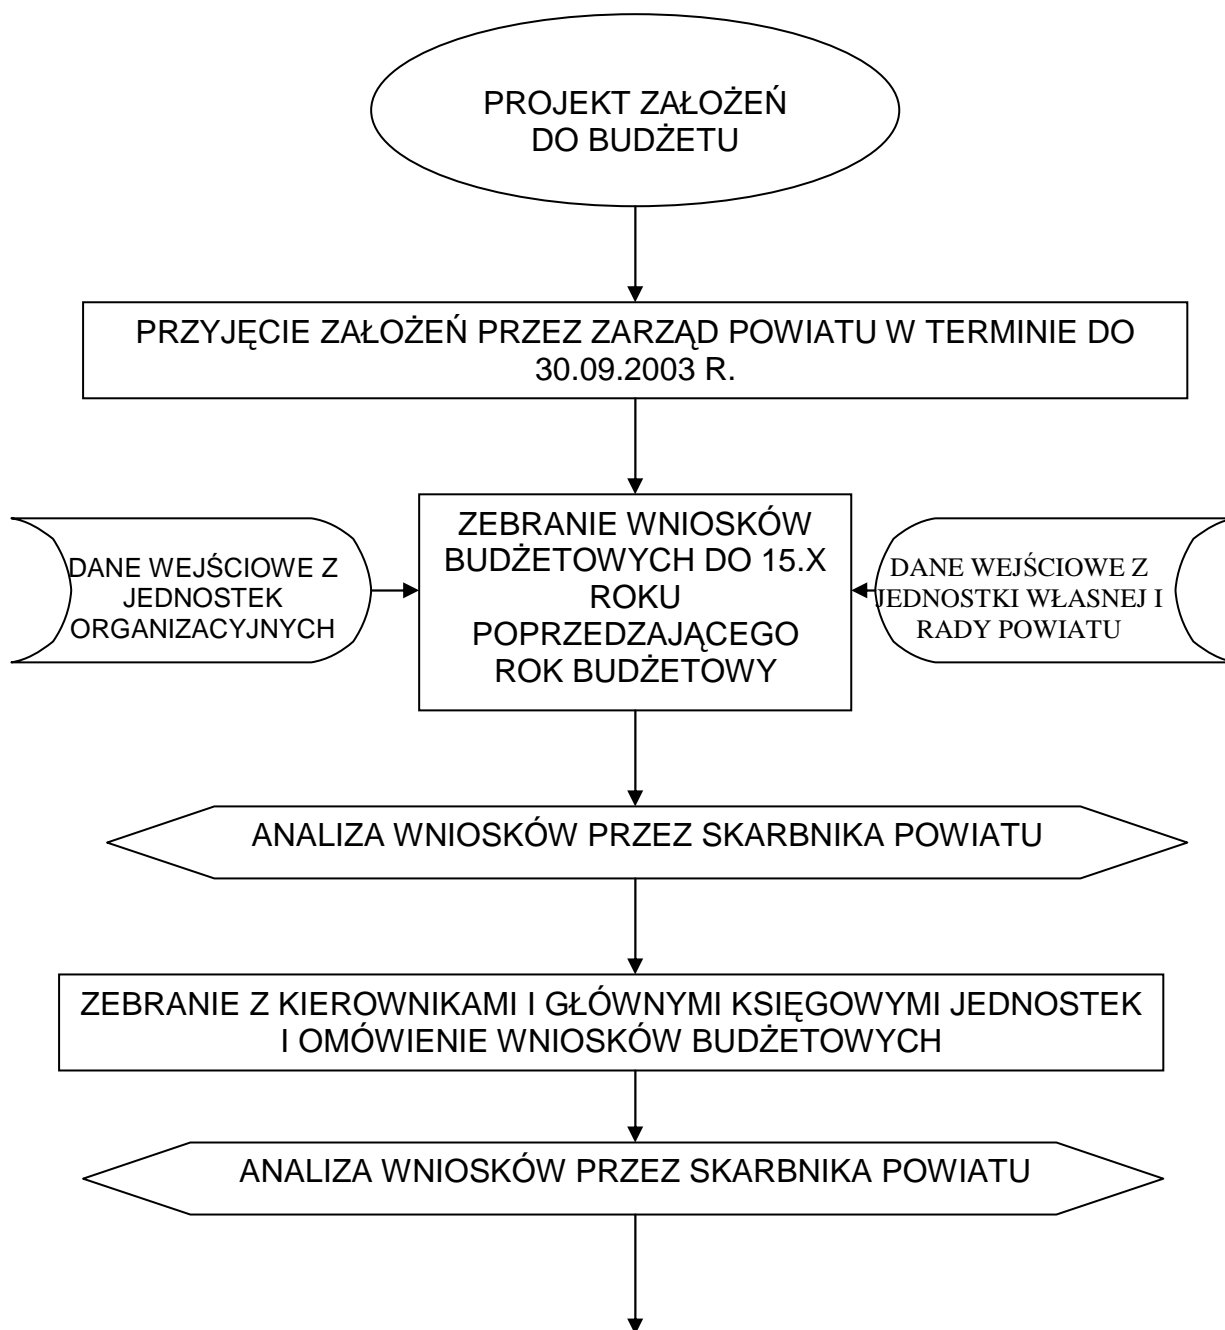 PROJEKT ZAŁOŻEŃ
DO BUDŻETU
PRZYJĘCIE ZAŁOŻEŃ PRZEZ ZARZĄD POWIATU W TERMINIE DO
30.09.2003 R.
DANE WEJŚCIOWE Z
JEDNOSTEK
ORGANIZACYJNYCH
ZEBRANIE WNIOSKÓW
BUDŻETOWYCH DO 15.X
ROKU
POPRZEDZAJĄCEGO
ROK BUDŻETOWY
DANE WEJŚCIOWE Z
JEDNOSTKI WŁASNEJ I
RADY POWIATU
ANALIZA WNIOSKÓW PRZEZ SKARBNIKA POWIATU
ZEBRANIE Z KIEROWNIKAMI I GŁÓWNYMI KSIĘGOWYMI JEDNOSTEK
I OMÓWIENIE WNIOSKÓW BUDŻETOWYCH
ANALIZA WNIOSKÓW PRZEZ SKARBNIKA POWIATU